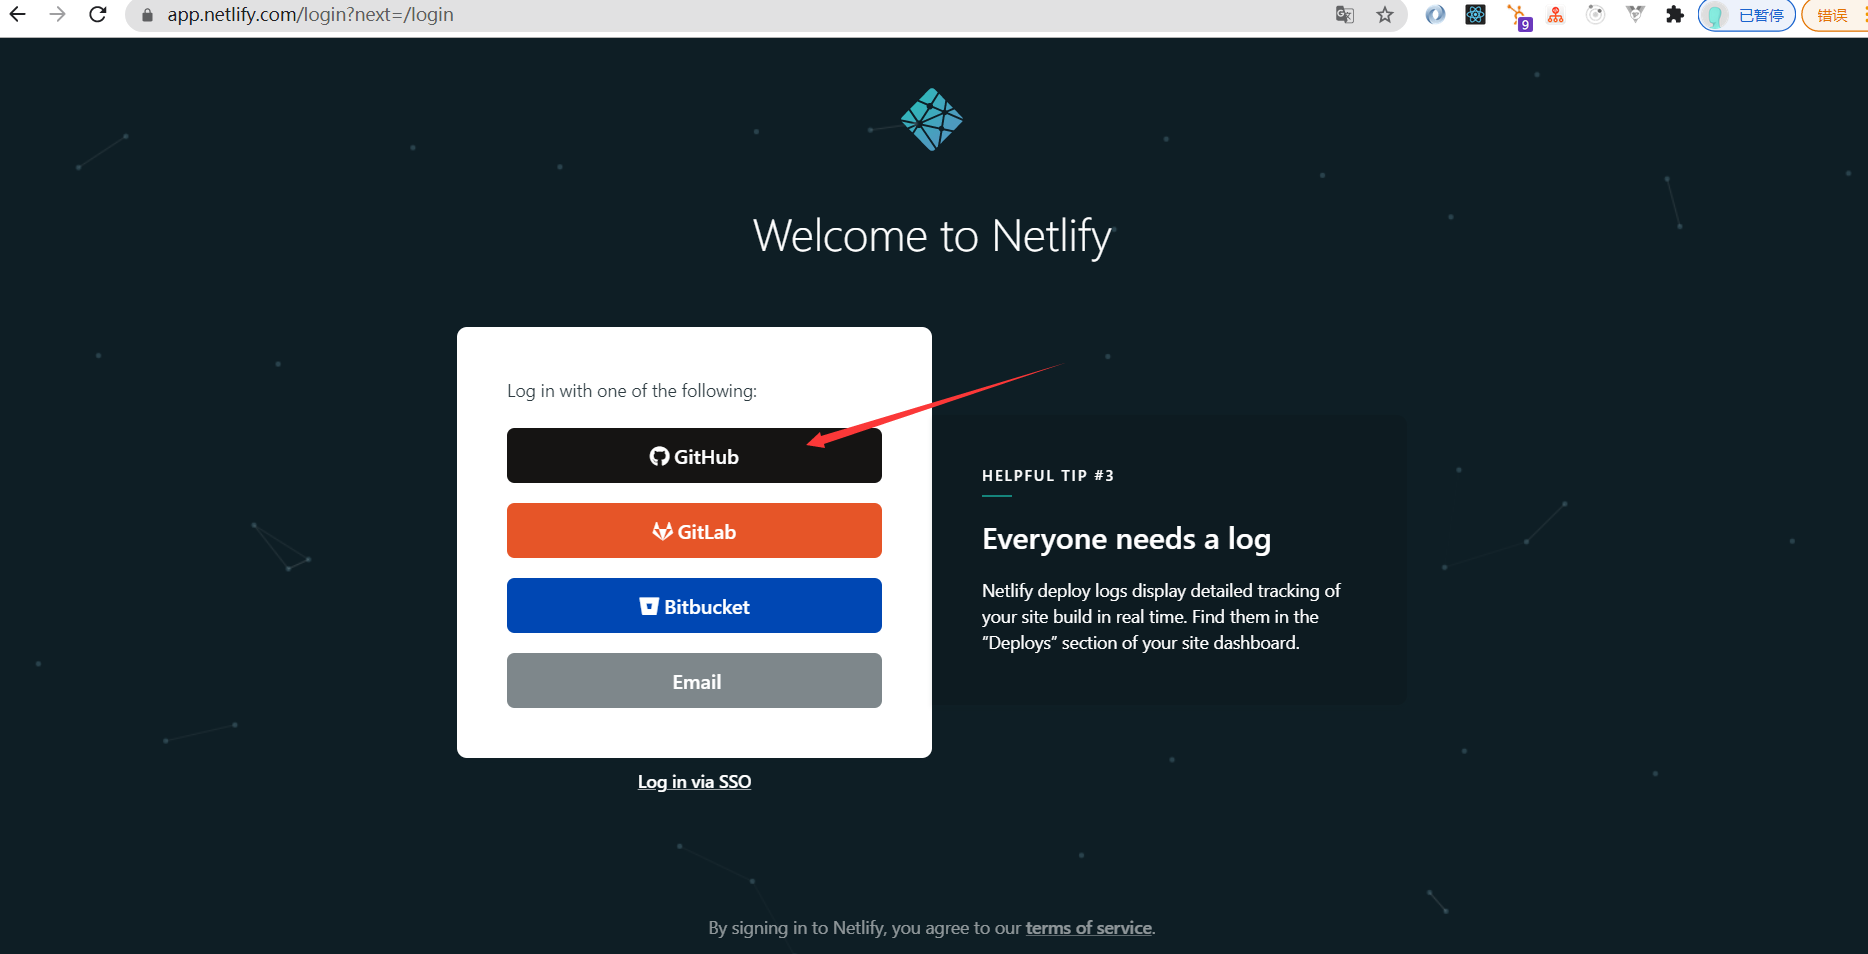 app.netlify.com/login?next=/login
9
已暂停
错误
Welcome to Netlify
Log in with one of the following:
GitHub
GitLab
Bitbucket
Email
Log in via SSO
HELPFUL TIP #3
Everyone needs a log
Netlify deploy logs display detailed tracking of
your site build in real time. Find them in the
“Deploys” section of your site dashboard.
By signing in to Netlify, you agree to our terms of service.